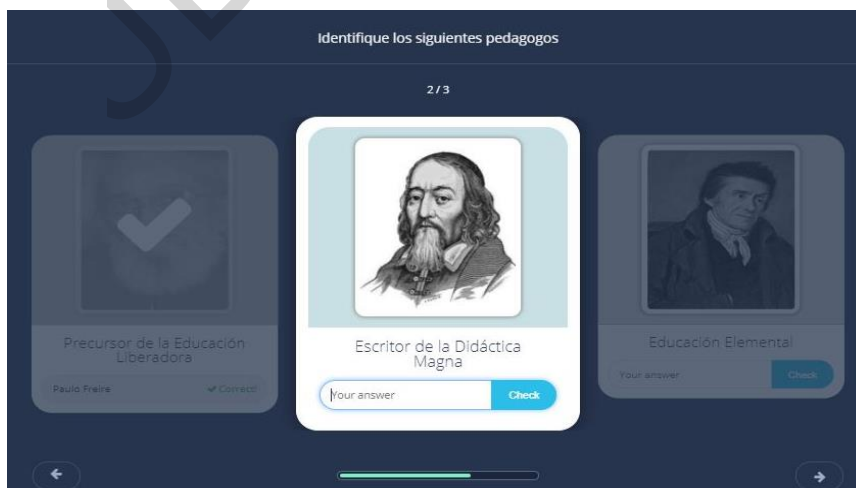 Identifique los siguientes pedagogos
2 / 3
Precursor de la Educación
Liberadora
Paulo Freire
✔ Correct!
Escritor de la Didáctica
Magna
Your answer
Check
Educación Elemental
Your answer
Check